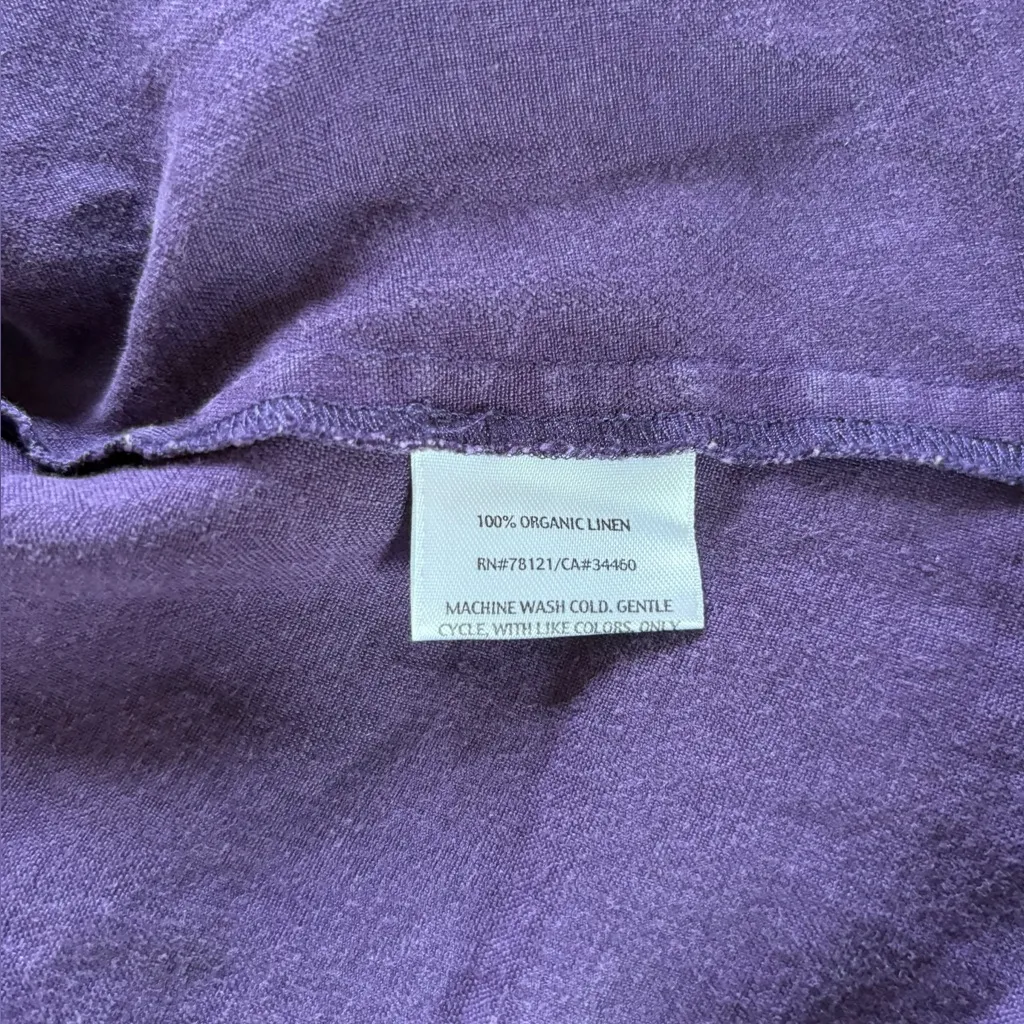 100% ORGANIC LINEN
RN#78121/CA#34460
MACHINE WASH COLD. GENTLE
CYCLE, WITH LIKE COLORS. ONLY